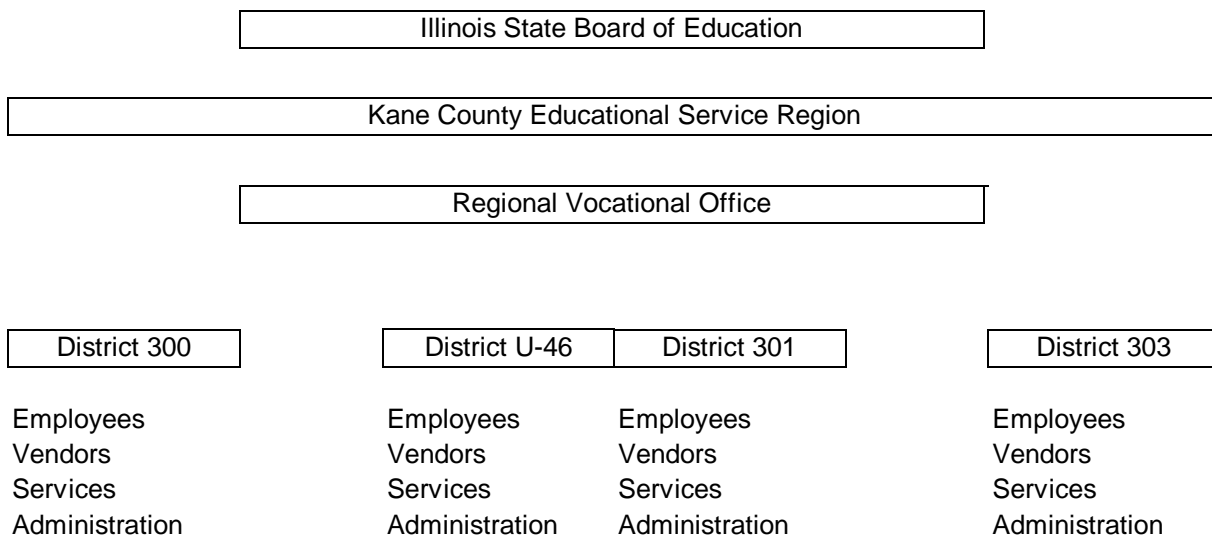 Illinois State Board of Education
Kane County Educational Service Region
Regional Vocational Office
District 300 District U-46 District 301 District 303
Employees Employees Employees Employees
Vendors Vendors Vendors Vendors
Services Services Services Services
Administration Administration Administration Administration